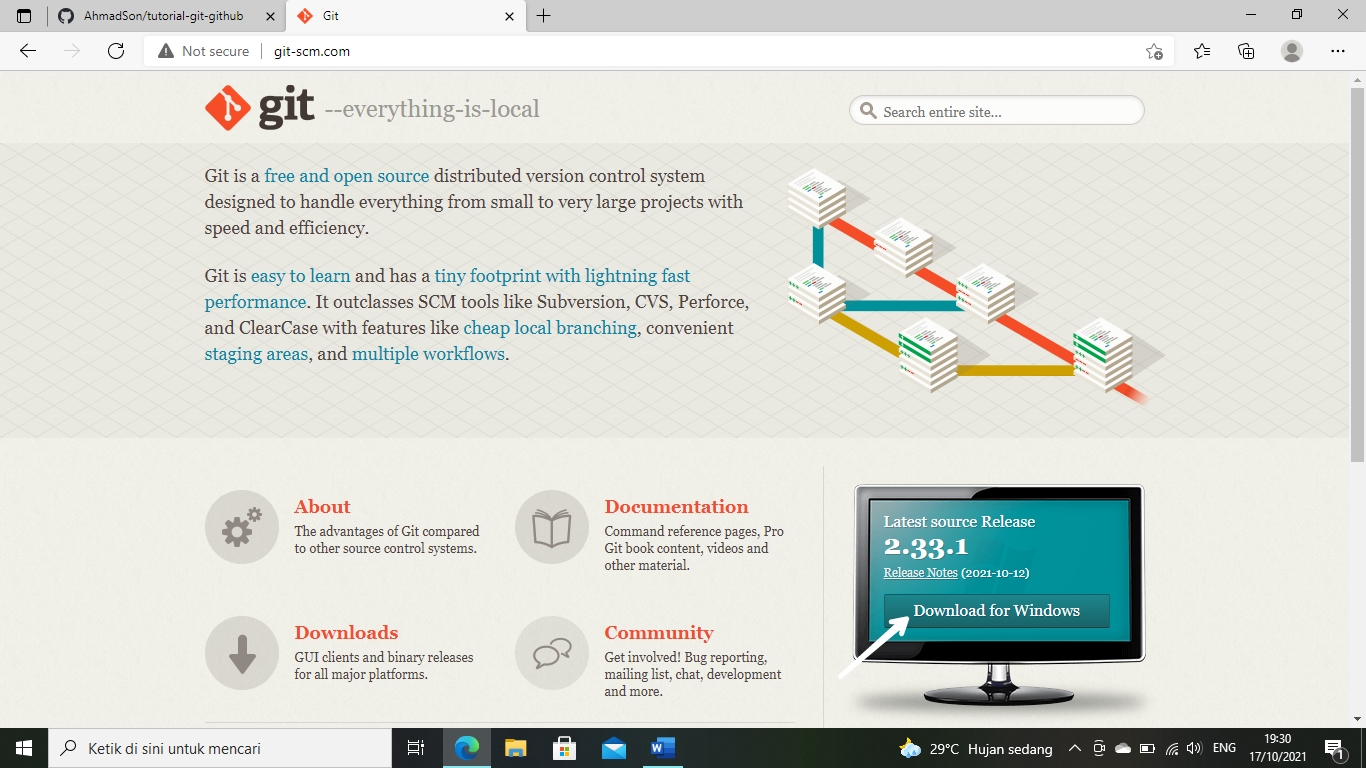 AhmadSon/tutorial-git-github
Git
Not secure
git-scm.com
git --everything-is-local
Search entire site...
Git is a free and open source distributed version control system
designed to handle everything from small to very large projects with
speed and efficiency.
Git is easy to learn and has a tiny footprint with lightning fast
performance. It outclasses SCM tools like Subversion, CVS, Perforce,
and ClearCase with features like cheap local branching, convenient
staging areas, and multiple workflows.
About
The advantages of Git compared
to other source control systems.
Documentation
Command reference pages, Pro
Git book content, videos and
other material.
Downloads
GUI clients and binary releases
for all major platforms.
Community
Get involved! Bug reporting,
mailing list, chat, development
and more.
Latest source Release
2.33.1
Release Notes (2021-10-12)
Download for Windows
Ketik di sini untuk mencari
29°C Hujan sedang
ENG
19:30
17/10/2021
1